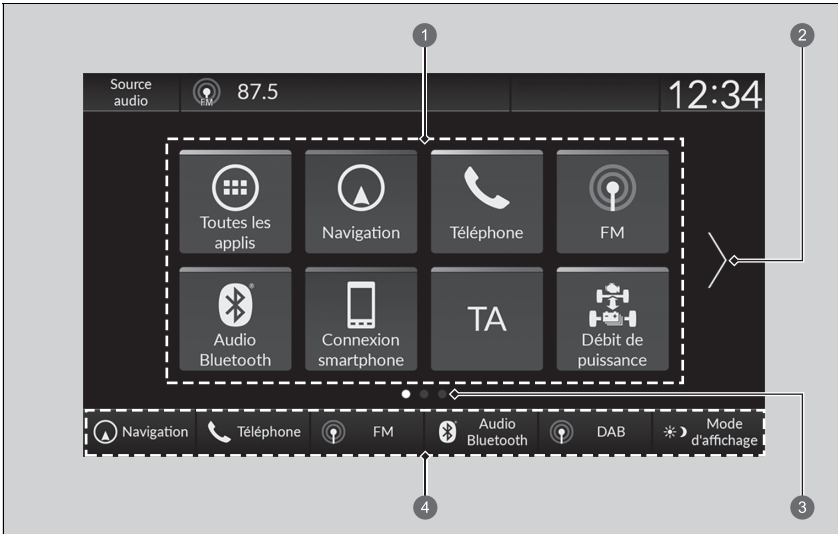 1
2
Source
audio
FM
87.5
12:34
Toutes les
applis
Navigation
Téléphone
FM
Audio
Bluetooth
Connexion
smartphone
TA
Débit de
puissance
Navigation
Téléphone
FM
Audio
Bluetooth
DAB
Mode
d'affichage
4
3